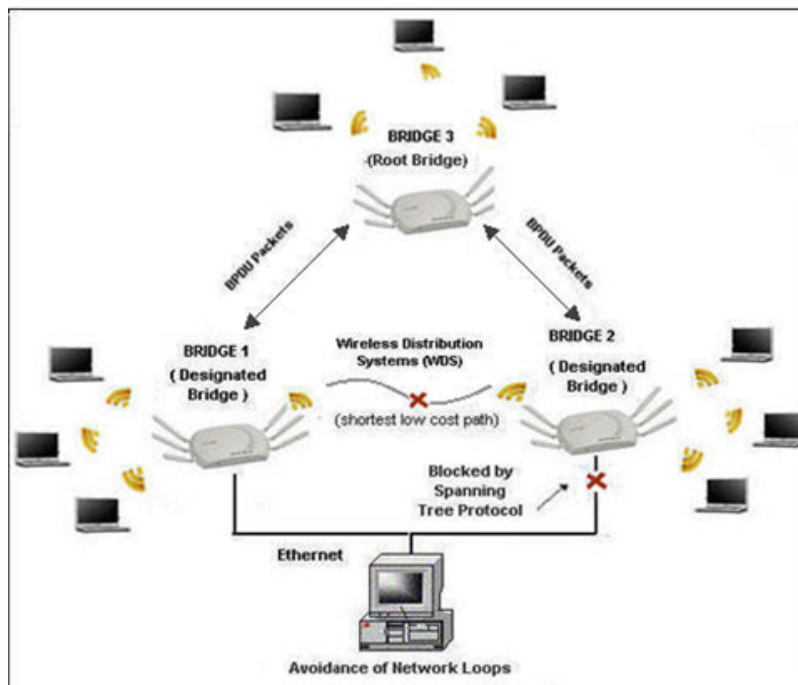 BRIDGE 3
(Root Bridge)
BPDU Packets
BPDU Packets
BRIDGE 1
( Designated
Bridge )
Wireless Distribution
Systems (WDS)
(shortest low cost path)
BRIDGE 2
( Designated
Bridge )
Blocked by
Spanning
Tree Protocol
Ethernet
Avoidance of Network Loops